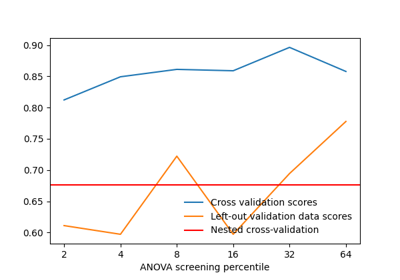 0.90
0.85
0.80
0.75
0.70
0.65
0.60
Cross validation scores
Left-out validation data scores
Nested cross-validation
2 4 8 16 32 64
ANOVA screening percentile